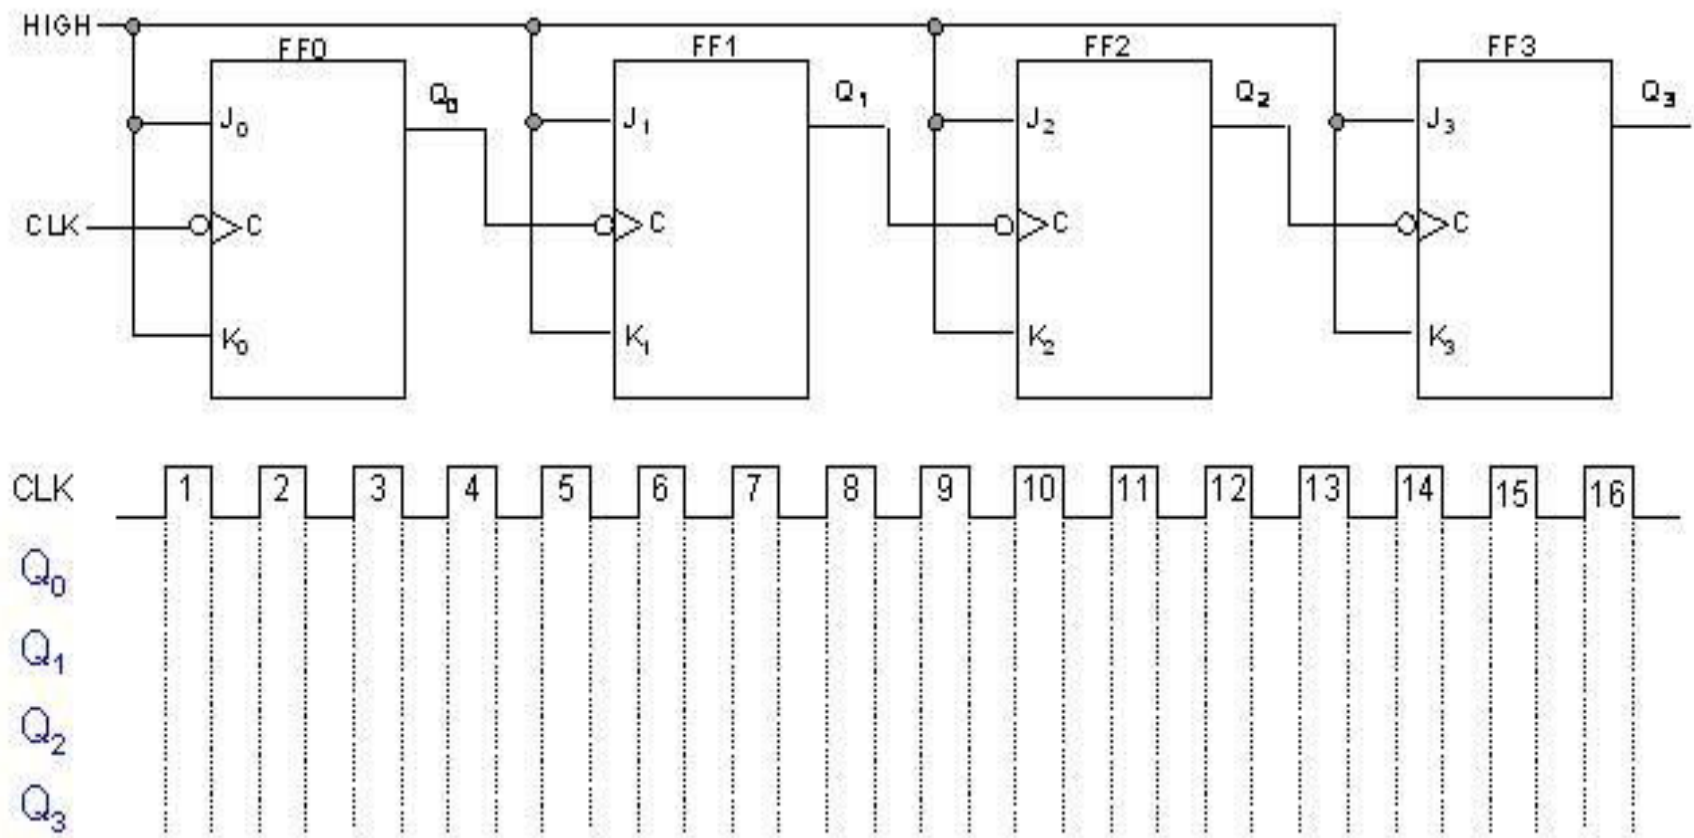 HIGH
FF0 FF1 FF2 FF3
Q₀ Q₁ Q₂ Q₃
J₀ J₁ J₂ J₃
CLK C C C C
K₀ K₁ K₂ K₃
CLK 1 2 3 4 5 6 7 8 9 10 11 12 13 14 15 16
Q₀
Q₁
Q₂
Q₃